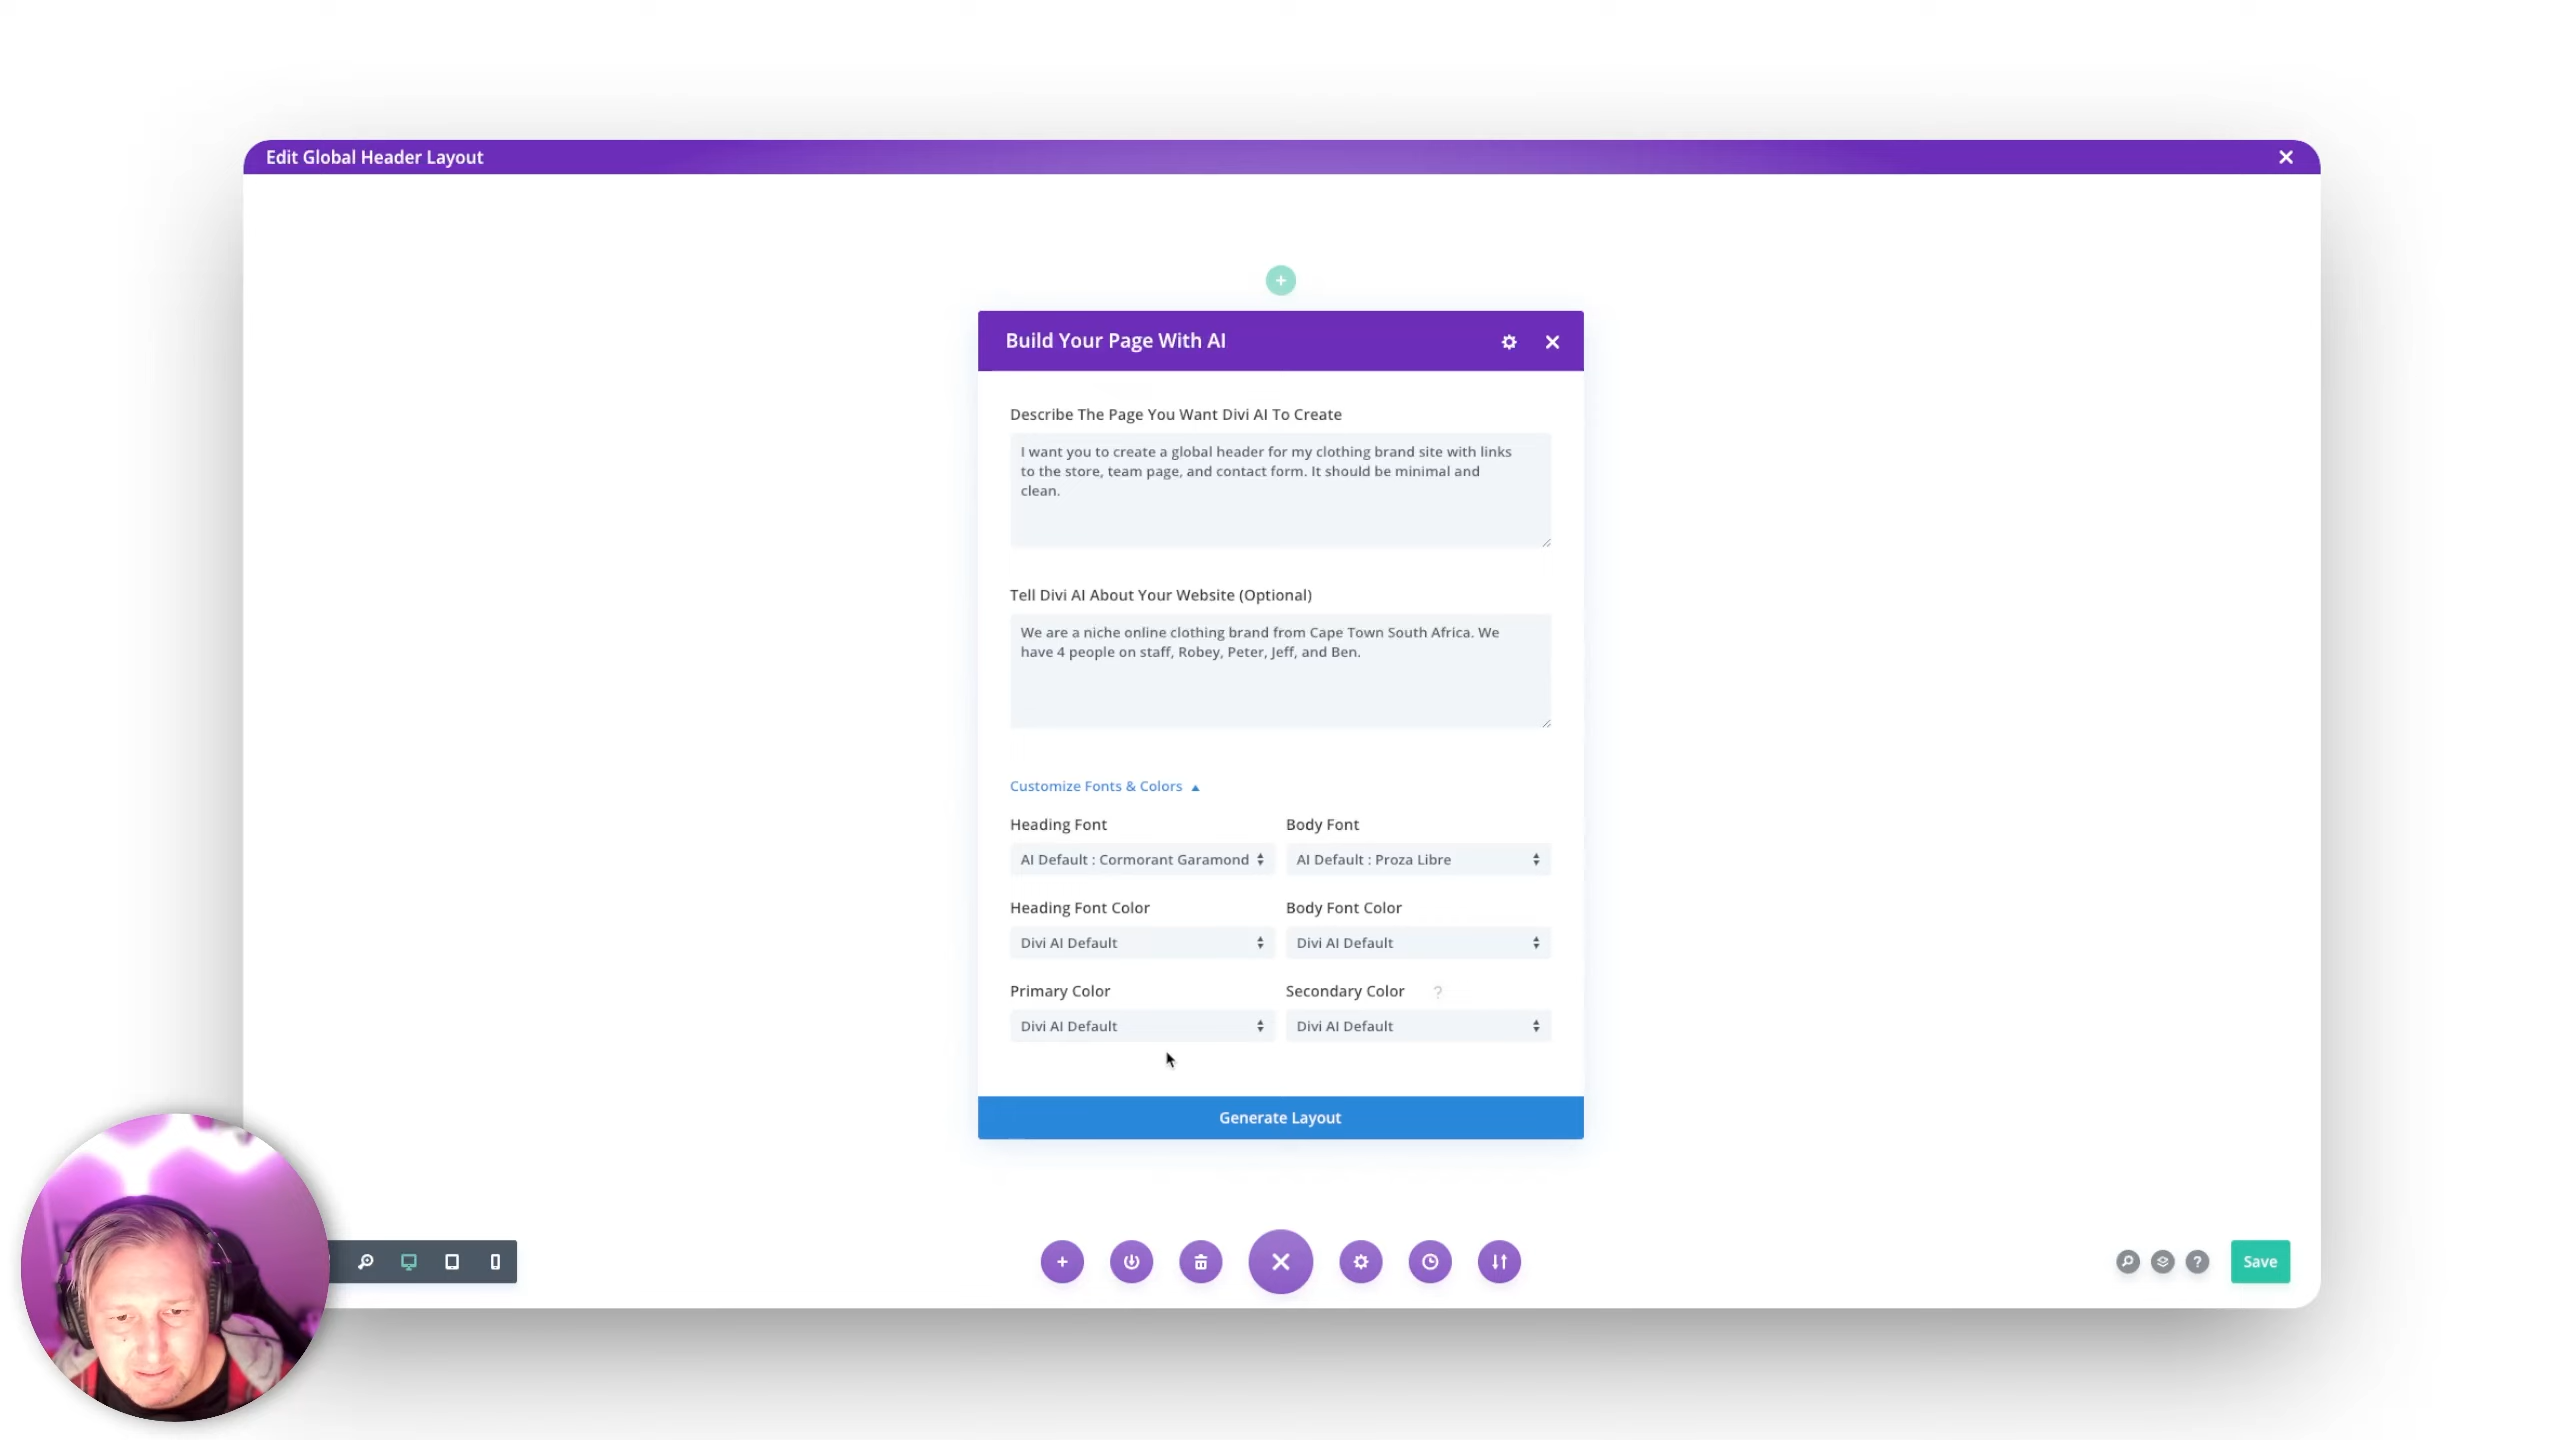 Edit Global Header Layout
Build Your Page With AI
Describe The Page You Want Divi AI To Create
I want you to create a global header for my clothing brand site with links
to the store, team page, and contact form. It should be minimal and
clean.
Tell Divi AI About Your Website (Optional)
We are a niche online clothing brand from Cape Town South Africa. We
have 4 people on staff, Robey, Peter, Jeff, and Ben.
Customize Fonts & Colors
Heading Font
Body Font
AI Default : Cormorant Garamond
AI Default : Proza Libre
Heading Font Color
Body Font Color
Divi AI Default
Divi AI Default
Primary Color
Secondary Color ?
Divi AI Default
Divi AI Default
Generate Layout
?
Save